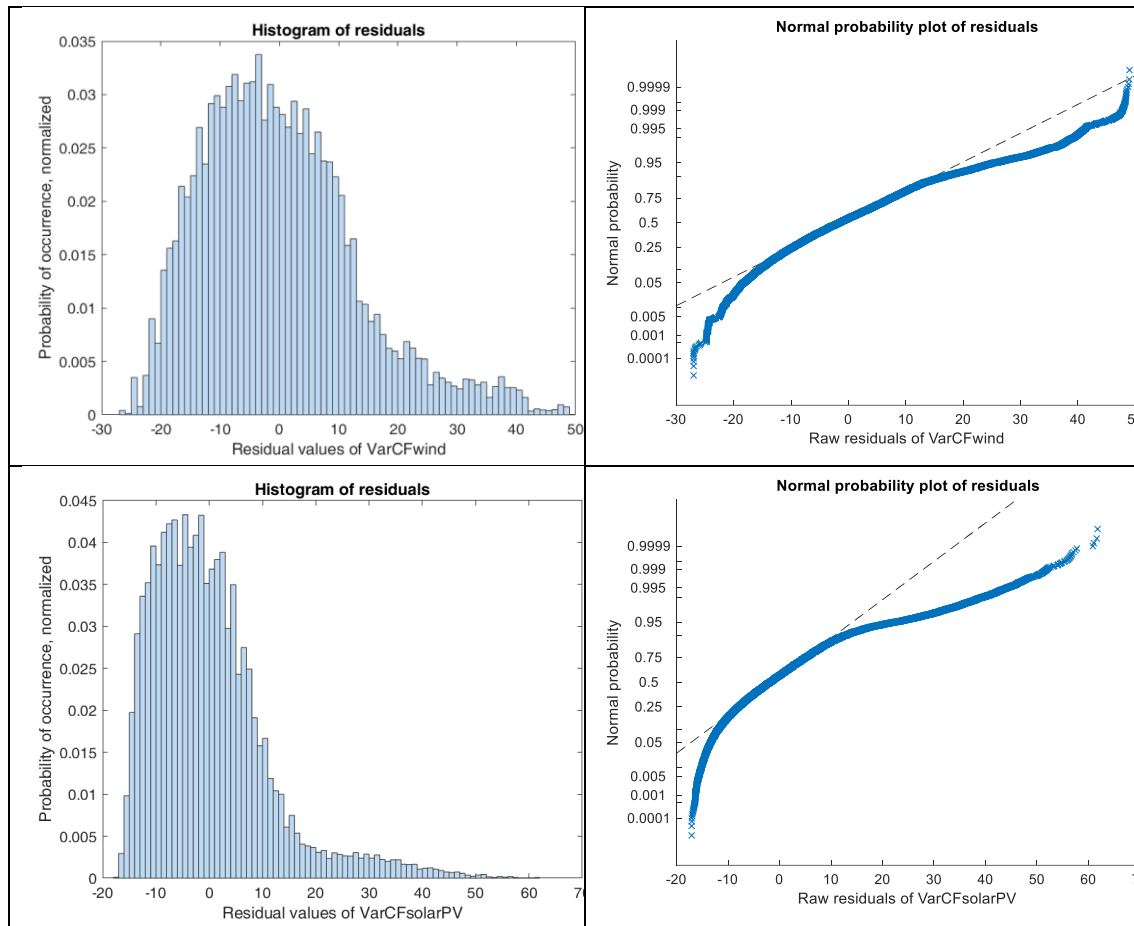 Histogram of residuals
0.035
0.03
0.025
0.02
0.015
0.01
0.005
0
Probability of occurrence, normalized
-30 -20 -10 0 10 20 30 40 50
Residual values of VarCFwind
Normal probability plot of residuals
0.9999
0.999
0.995
0.95
0.75
0.5
0.25
0.05
0.005
0.001
0.0001
Normal probability
-30 -20 -10 0 10 20 30 40
Raw residuals of VarCFwind
Histogram of residuals
0.045
0.04
0.035
0.03
0.025
0.02
0.015
0.01
0.005
0
Probability of occurrence, normalized
-20 -10 0 10 20 30 40 50 60
Residual values of VarCFsolarPV
Normal probability plot of residuals
0.9999
0.999
0.995
0.95
0.75
0.5
0.25
0.05
0.005
0.001
0.0001
Normal probability
-20 -10 0 10 20 30 40 50 60
Raw residuals of VarCFsolarPV